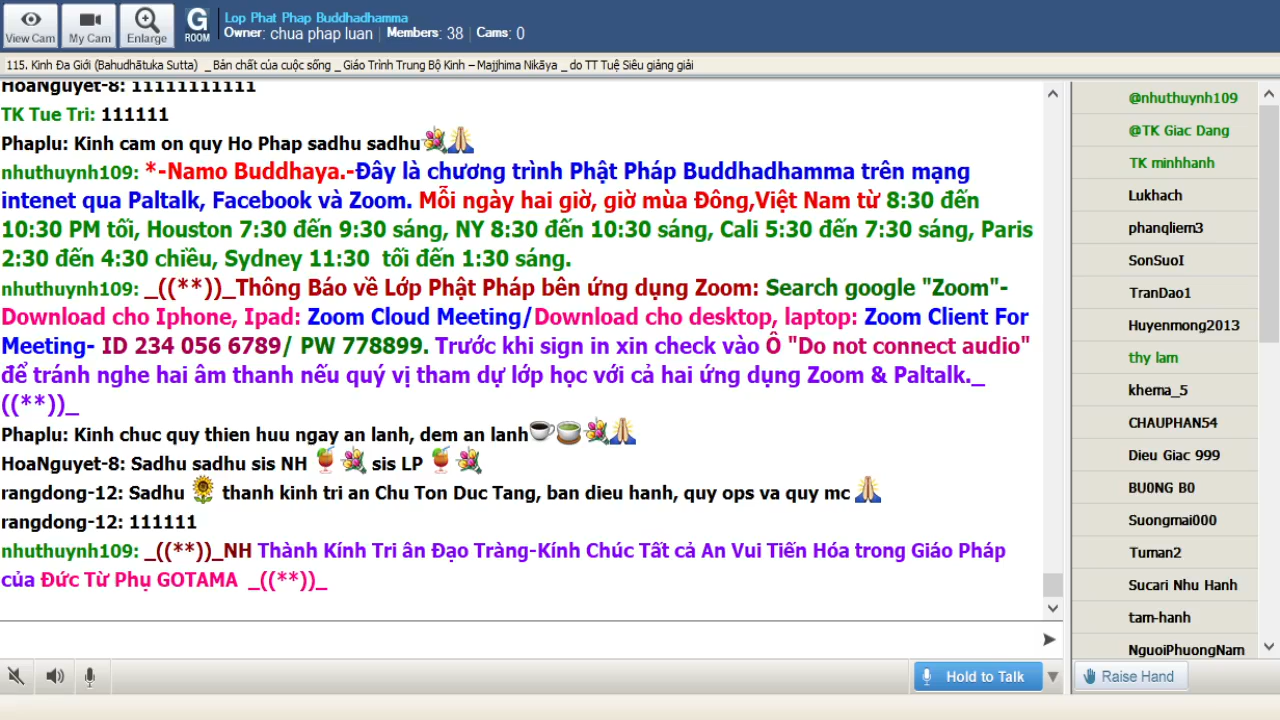 View Cam
My Cam
Enlarge
G
ROOM
Lop Phat Phap Buddhadhamma
Owner: chua phap luan | Members: 38 | Cams: 0
115. Kinh Đa Giới (Bahudhātuka Sutta) _ Bản chất của cuộc sống _ Giáo Trình Trung Bộ Kinh – Majjhima Nikāya _ do TT Tuệ Siêu giảng giải
HoaNguyet-8: 11111111111
TK Tue Tri: 111111
Phaplu: Kinh cam on quy Ho Phap sadhu sadhu
nhuthuynh109: *-Namo Buddhaya.-Đây là chương trình Phật Pháp Buddhadhamma trên mạng
intenet qua Paltalk, Facebook và Zoom. Mỗi ngày hai giờ, giờ mùa Đông,Việt Nam từ 8:30 đến
10:30 PM tối, Houston 7:30 đến 9:30 sáng, NY 8:30 đến 10:30 sáng, Cali 5:30 đến 7:30 sáng, Paris
2:30 đến 4:30 chiều, Sydney 11:30 tối đến 1:30 sáng.
nhuthuynh109: _((**))_Thông Báo về Lớp Phật Pháp bên ứng dụng Zoom: Search google "Zoom"-
Download cho Iphone, Ipad: Zoom Cloud Meeting/Download cho desktop, laptop: Zoom Client For
Meeting- ID 234 056 6789/ PW 778899. Trước khi sign in xin check vào Ô "Do not connect audio"
để tránh nghe hai âm thanh nếu quý vị tham dự lớp học với cả hai ứng dụng Zoom & Paltalk._
((**))_
Phaplu: Kinh chuc quy thien huu ngay an lanh, dem an lanh
HoaNguyet-8: Sadhu sadhu sis NH sis LP
rangdong-12: Sadhu thanh kinh tri an Chu Ton Duc Tang, ban dieu hanh, quy ops va quy mc
rangdong-12: 111111
nhuthuynh109: _((**))_NH Thành Kính Tri ân Đạo Tràng-Kính Chúc Tất cả An Vui Tiến Hóa trong Giáo Pháp
của Đức Từ Phụ GOTAMA _((**))_
Hold to Talk
@nhuthuynh109
@TK Giac Dang
TK minhhanh
Lukhach
phanqliem3
SonSuoI
TranDao1
Huyenmong2013
thy lam
khema_5
CHAUPHAN54
Dieu Giac 999
BU0NG B0
Suongmai000
Tuman2
Sucari Nhu Hanh
tam-hanh
NguoiPhuongNam
Raise Hand